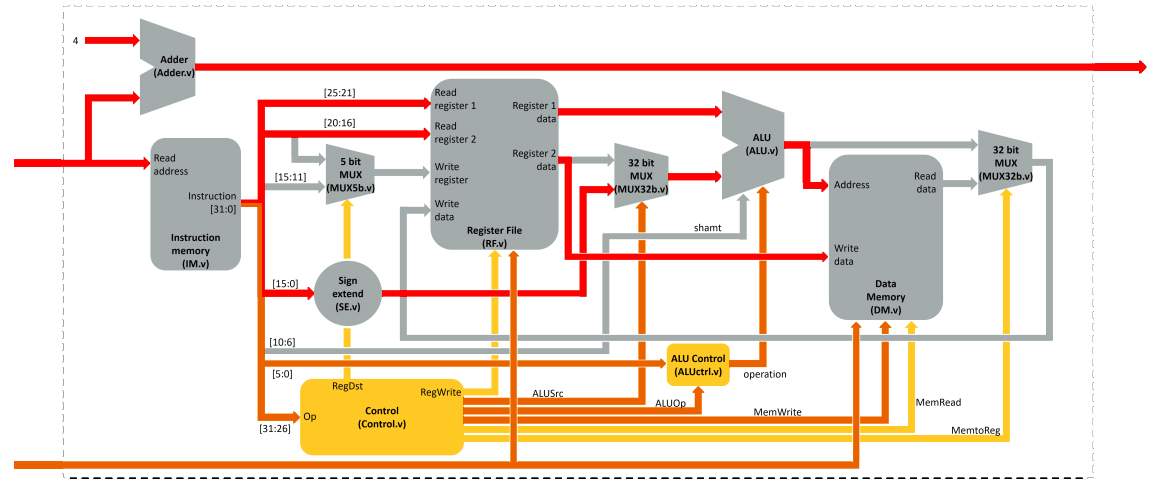 4
Adder
(Adder.v)
[25:21]
[20:16]
[15:11]
Read
address
Instruction
[31:0]
Instruction
memory
(IM.v)
5 bit
MUX
(MUX5b.v)
Read
register 1
Read
register 2
Write
register
Write
data
Register 1
data
Register 2
data
Register File
(RF.v)
32 bit
MUX
(MUX32b.v)
ALU
(ALU.v)
shamt
Address
Read
data
Write
data
Data
Memory
(DM.v)
32 bit
MUX
(MUX32b.v)
[15:0]
Sign
extend
(SE.v)
[10:6]
[5:0]
ALU Control
(ALUctrl.v)
operation
RegDst
RegWrite
Op
Control
(Control.v)
[31:26]
ALUSrc
ALUOp
MemWrite
MemRead
MemtoReg